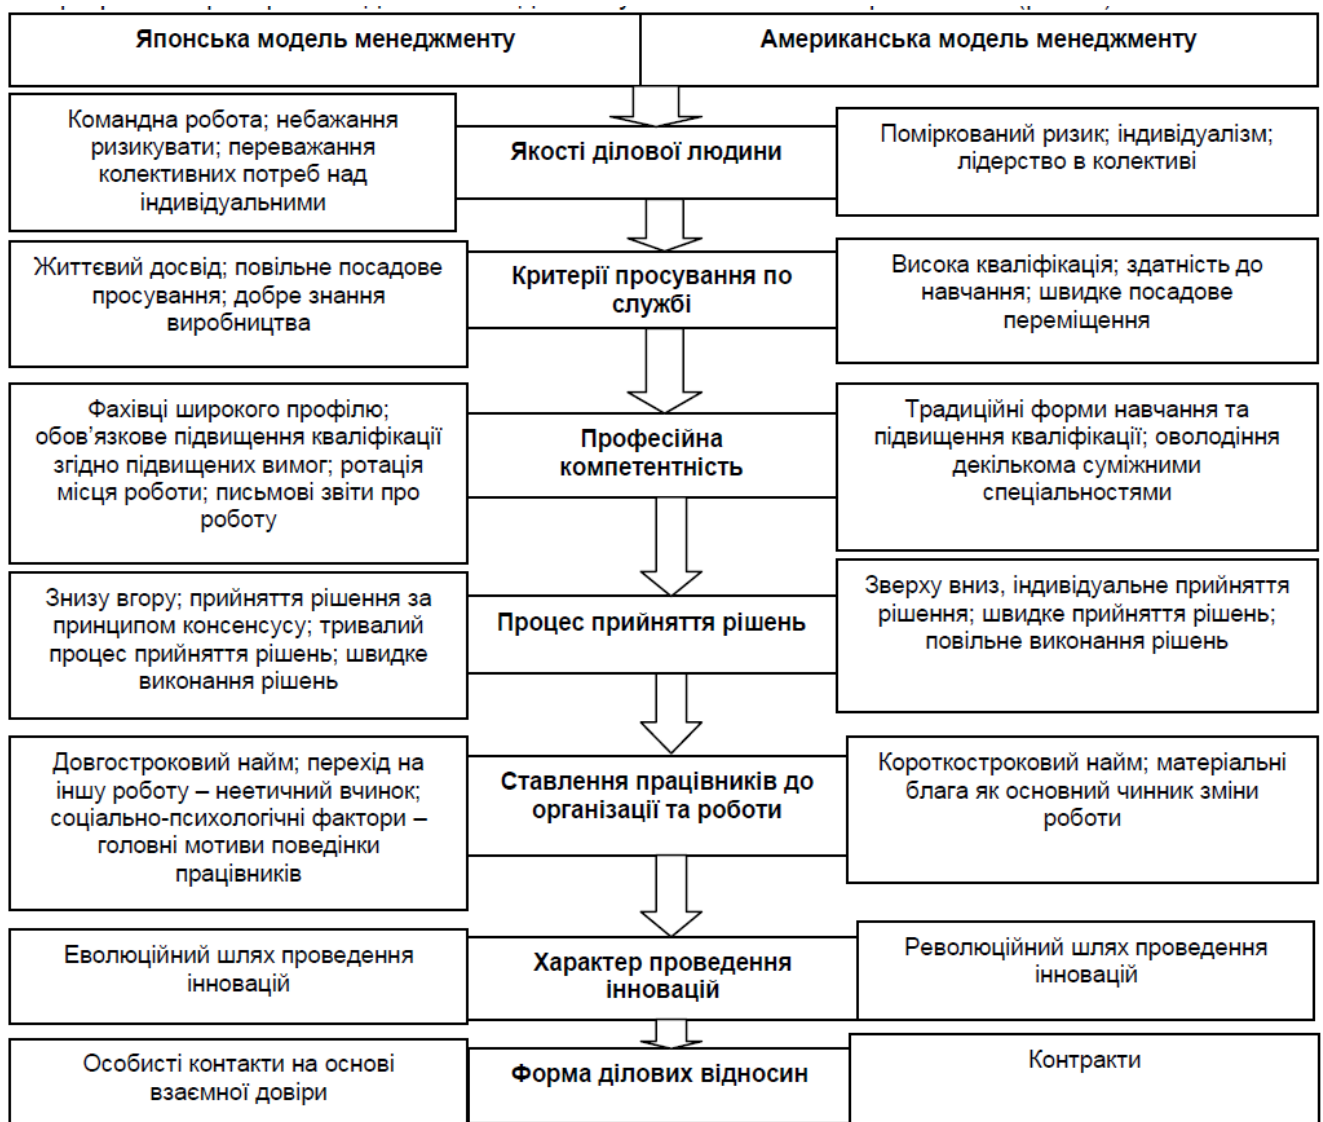 Японська модель менеджменту
Американська модель менеджменту
Командна робота; небажання
ризикувати; переважання
колективних потреб над
індивідуальними
Якості ділової людини
Поміркований ризик; індивідуалізм;
лідерство в колективі
Життєвий досвід; повільне посадове
просування; добре знання
виробництва
Критерії просування по
службі
Висока кваліфікація; здатність до
навчання; швидке посадове
переміщення
Фахівці широкого профілю;
обов’язкове підвищення кваліфікації
згідно підвищених вимог; ротація
місця роботи; письмові звіти про
роботу
Професійна
компетентність
Традиційні форми навчання та
підвищення кваліфікації; оволодіння
декількома суміжними
спеціальностями
Знизу вгору; прийняття рішення за
принципом консенсусу; тривалий
процес прийняття рішень; швидке
виконання рішень
Процес прийняття рішень
Зверху вниз, індивідуальне прийняття
рішення; швидке прийняття рішень;
повільне виконання рішень
Довгостроковий найм; перехід на
іншу роботу – неетичний вчинок;
соціально-психологічні фактори –
головні мотиви поведінки
працівників
Ставлення працівників до
організації та роботи
Короткостроковий найм; матеріальні
блага як основний чинник зміни
роботи
Еволюційний шлях проведення
інновацій
Характер проведення
інновацій
Революційний шлях проведення
інновацій
Особисті контакти на основі
взаємної довіри
Форма ділових відносин
Контракти